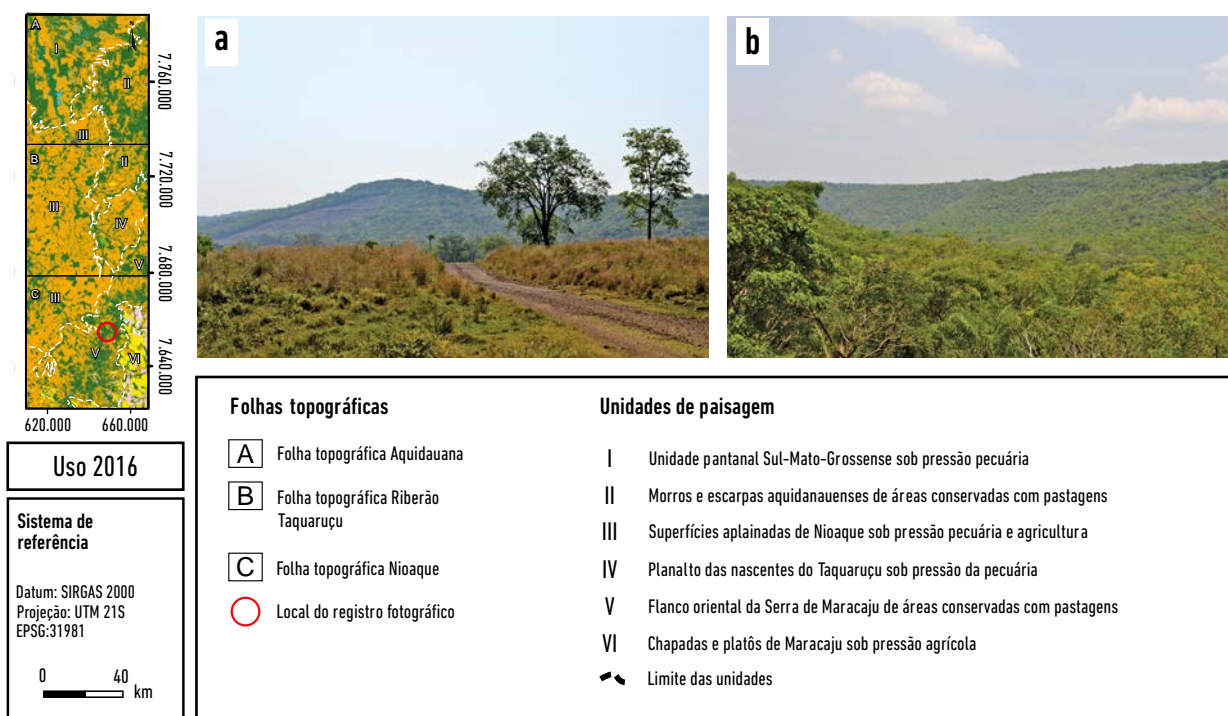 A
I
II
III
B
II
III
IV
V
C
III
V
VI
7.760.000
7.720.000
7.680.000
7.640.000
620.000 660.000
a
b
Uso 2016
Sistema de
referência
Datum: SIRGAS 2000
Projeção: UTM 21S
EPSG:31981
0 40
km
Folhas topográficas
A Folha topográfica Aquidauana
B Folha topográfica Riberão
Taquaruçu
C Folha topográfica Nioaque
Local do registro fotográfico
Unidades de paisagem
I Unidade pantanal Sul-Mato-Grossense sob pressão pecuária
II Morros e escarpas aquidanauenses de áreas conservadas com pastagens
III Superfícies aplainadas de Nioaque sob pressão pecuária e agricultura
IV Planalto das nascentes do Taquaruçu sob pressão da pecuária
V Flanco oriental da Serra de Maracaju de áreas conservadas com pastagens
VI Chapadas e platôs de Maracaju sob pressão agrícola
Limite das unidades